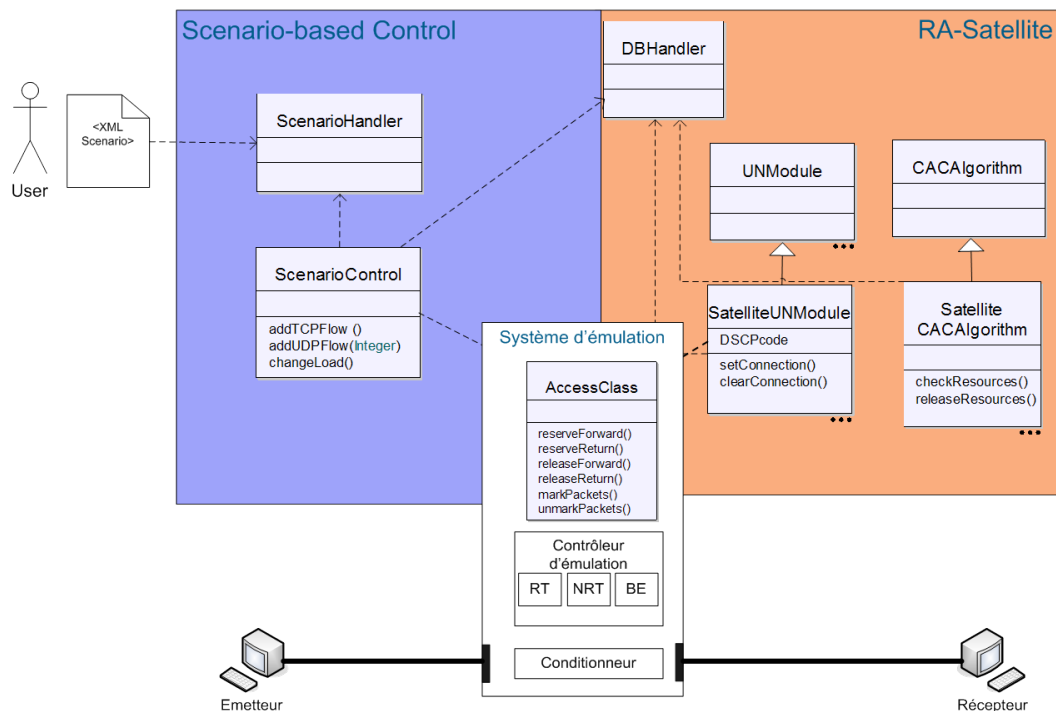 Scenario-based Control
RA-Satellite
DBHandler
User
<XML
Scenario>
ScenarioHandler
UNModule
CACAlgorithm
ScenarioControl
addTCPFlow ()
addUDPFlow(Integer)
changeLoad()
SatelliteUNModule
DSCPcode
setConnection()
clearConnection()
Satellite
CACAlgorithm
checkResources()
releaseResources()
Système d'émulation
AccessClass
reserveForward()
reserveReturn()
releaseForward()
releaseReturn()
markPackets()
unmarkPackets()
Contrôleur
d'émulation
RT
NRT
BE
Conditionneur
Emetteur
Récepteur